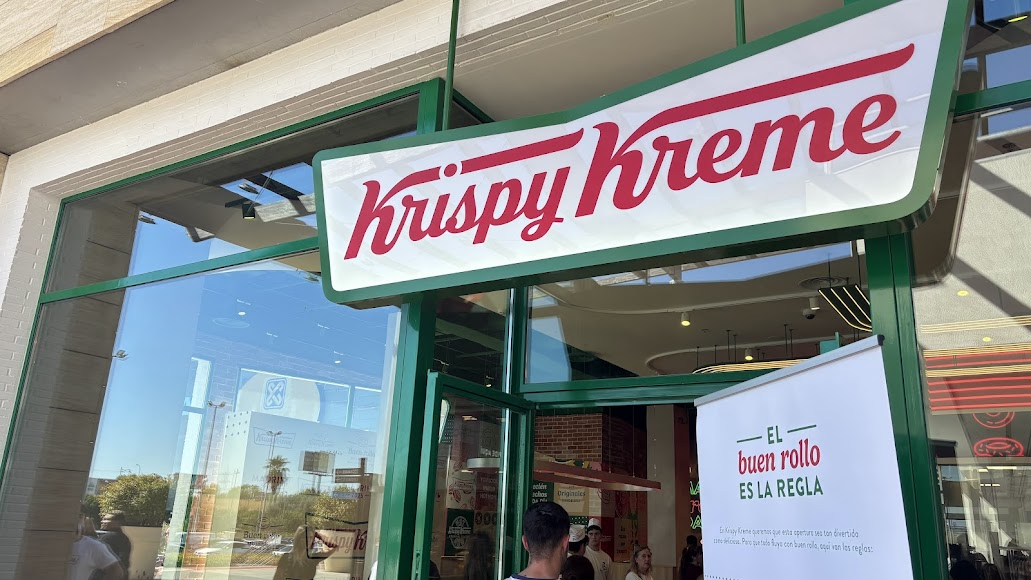 Krispy Kreme
EL
buen rollo
ES LA REGLA
En Krispy Kreme queremos que esta apertura sea tan divertida
como deliciosa. Para que todo fluya con buen rollo, aquí van las reglas:
Originales